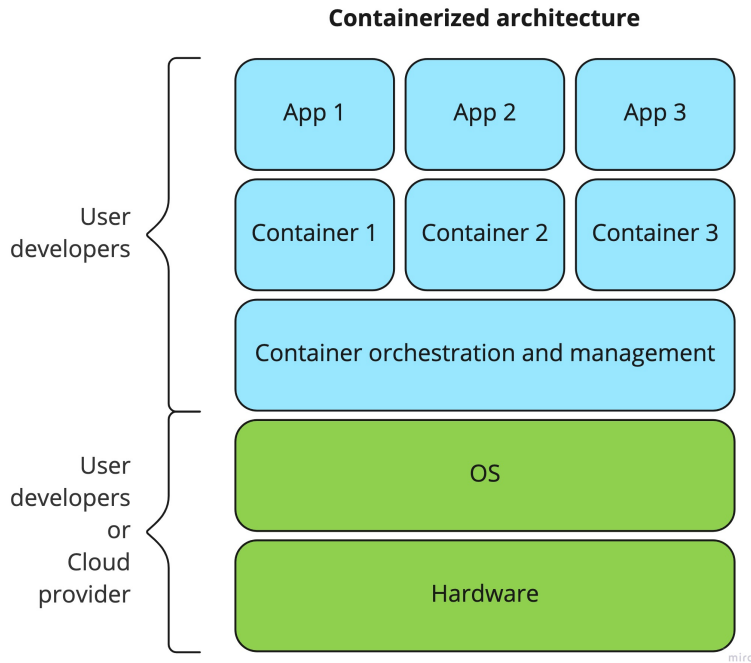 Containerized architecture
App 1
App 2
App 3
User
developers
Container 1
Container 2
Container 3
Container orchestration and management
User
developers
or
Cloud
provider
OS
Hardware